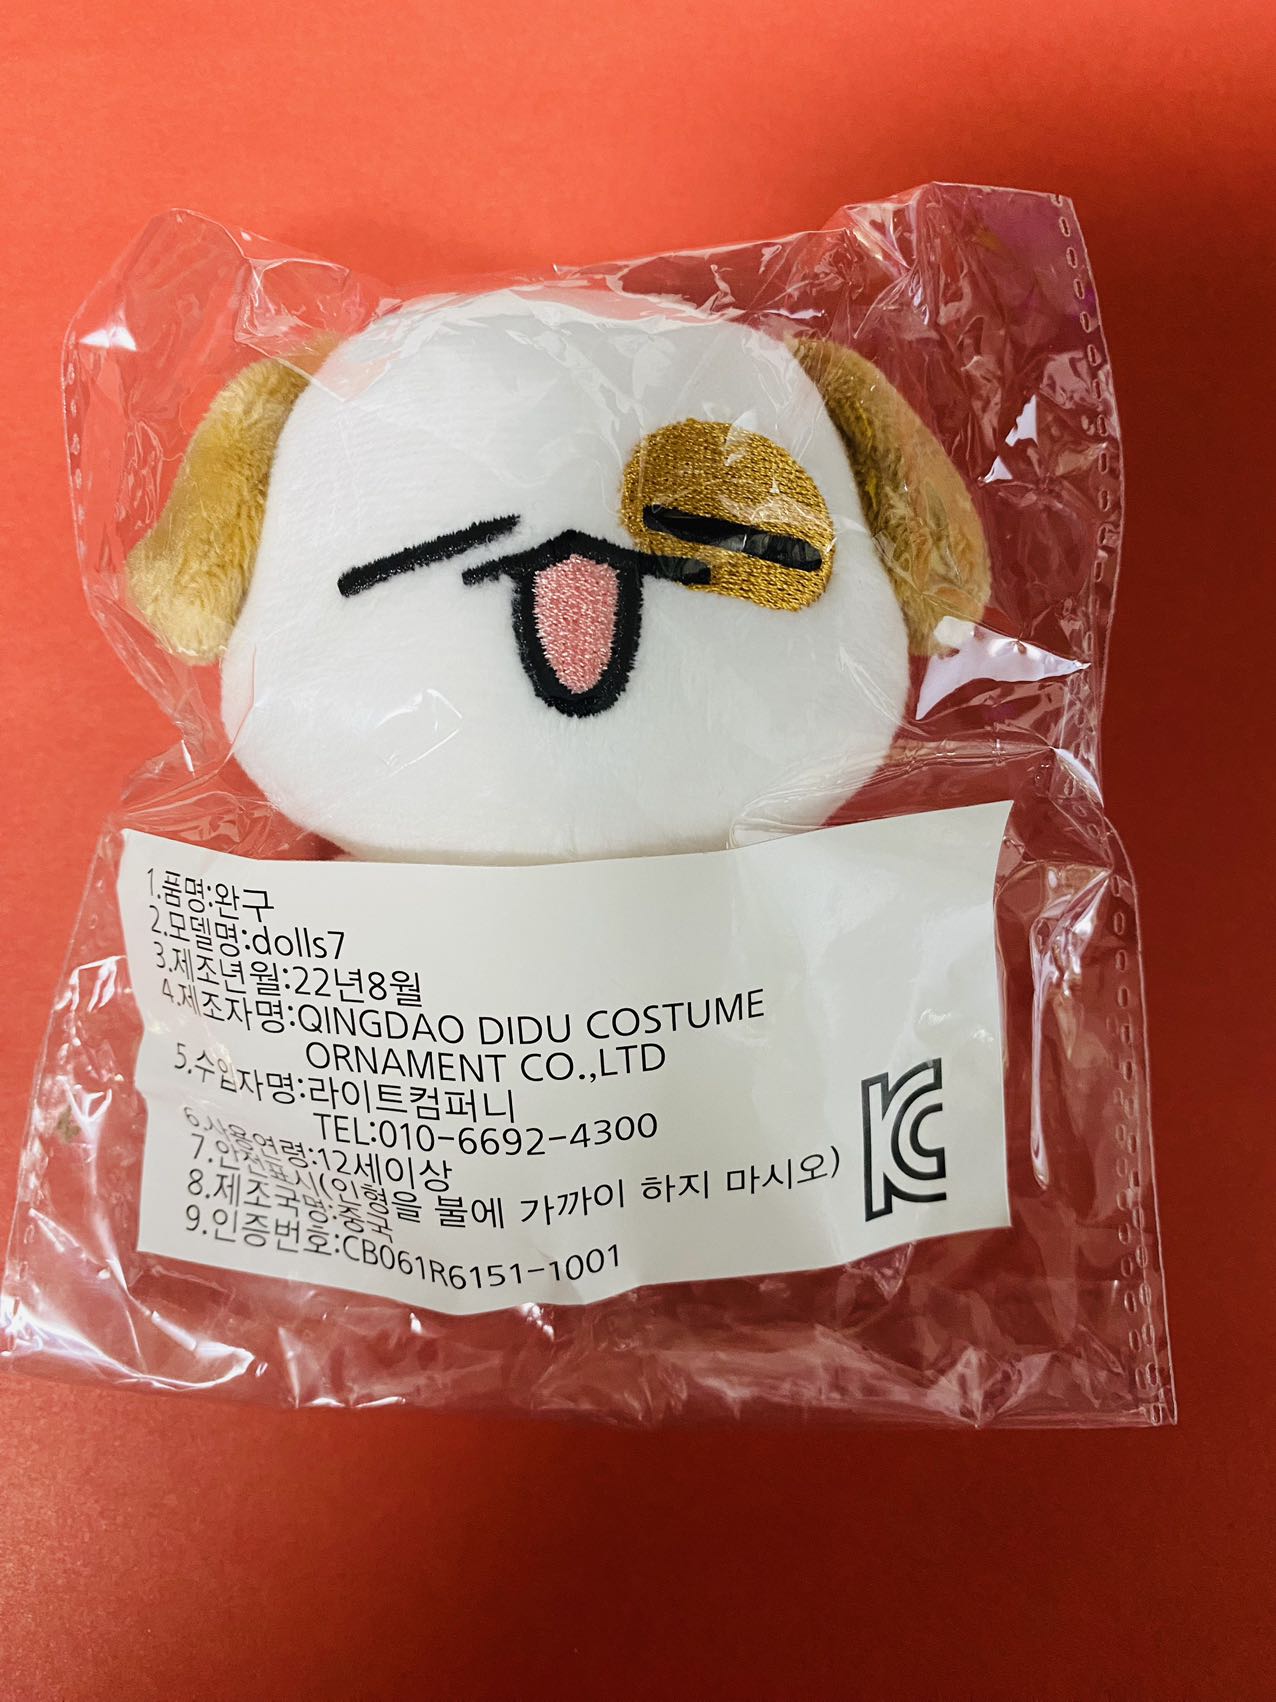 1.품명:완구
2.모델명:dolls7
3.제조년월:22년8월
4.제조자명:QINGDAO DIDU COSTUME
ORNAMENT CO.,LTD
5.수입자명:라이트컴퍼니
TEL:010-6692-4300
6.사용연령:12세이상
7.안전표시(인형을 불에 가까이 하지 마시오)
8.제조국명:중국
9.인증번호:CB061R6151-1001
KC